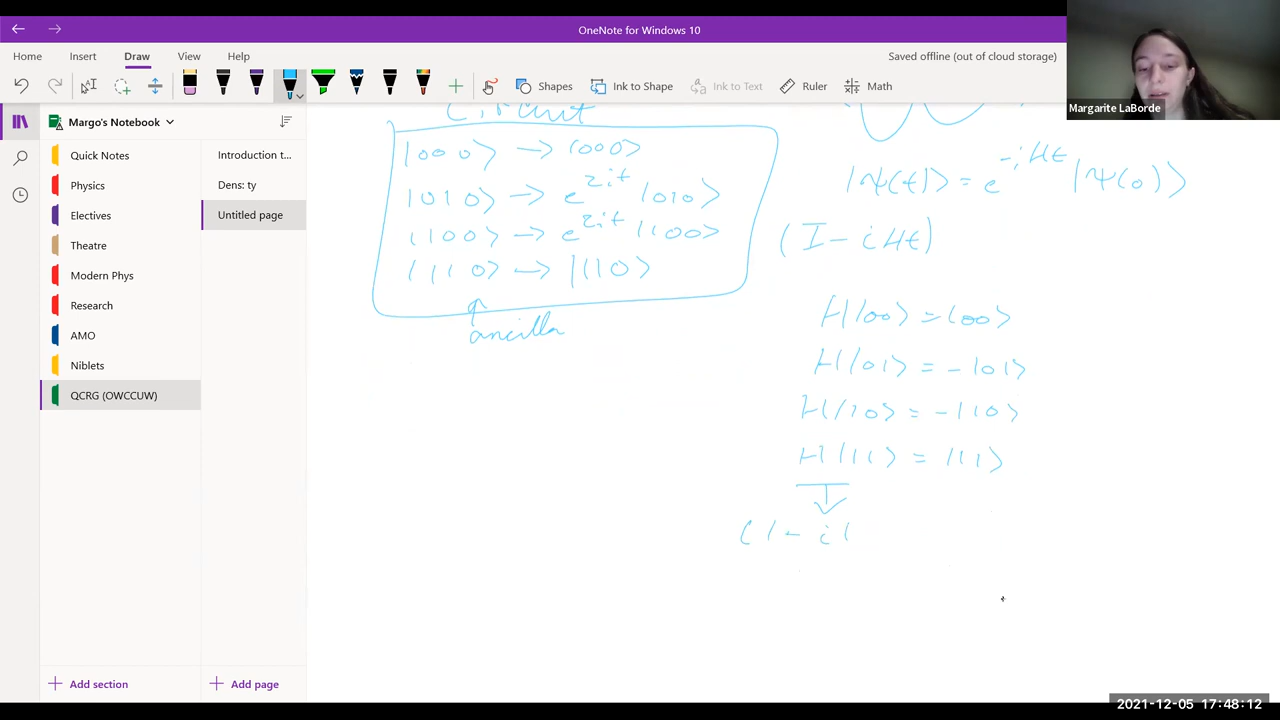 OneNote for Windows 10
Home Insert Draw View Help
Saved offline (out of cloud storage)
Shapes Ink to Shape Ink to Text Ruler Math
Margarite LaBorde
Margo's Notebook
Quick Notes
Physics
Electives
Theatre
Modern Phys
Research
AMO
Niblets
QCRG (OWCCUW)
Introduction t...
Dens: ty
Untitled page
Circuit
|000> → |000>
|010> → e^{2it} |010>
|100> → e^{2it} |100>
|110> → |110>
ancilla
|Ψ(t)> = e^{-iHt} |Ψ(0)>
(I - iHt)
H|00> = |00>
H|01> = -|01>
H|10> = -|10>
H|11> = |11>
↓
(1 - i(
Add section
Add page
2021-12-05 17:48:12